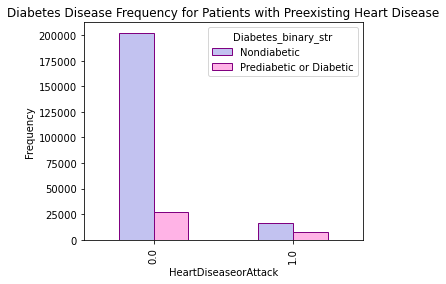 Diabetes Disease Frequency for Patients with Preexisting Heart Disease
Diabetes_binary_str
Nondiabetic
Prediabetic or Diabetic
200000
175000
150000
125000
100000
75000
50000
25000
0
Frequency
0.0
1.0
HeartDiseaseorAttack